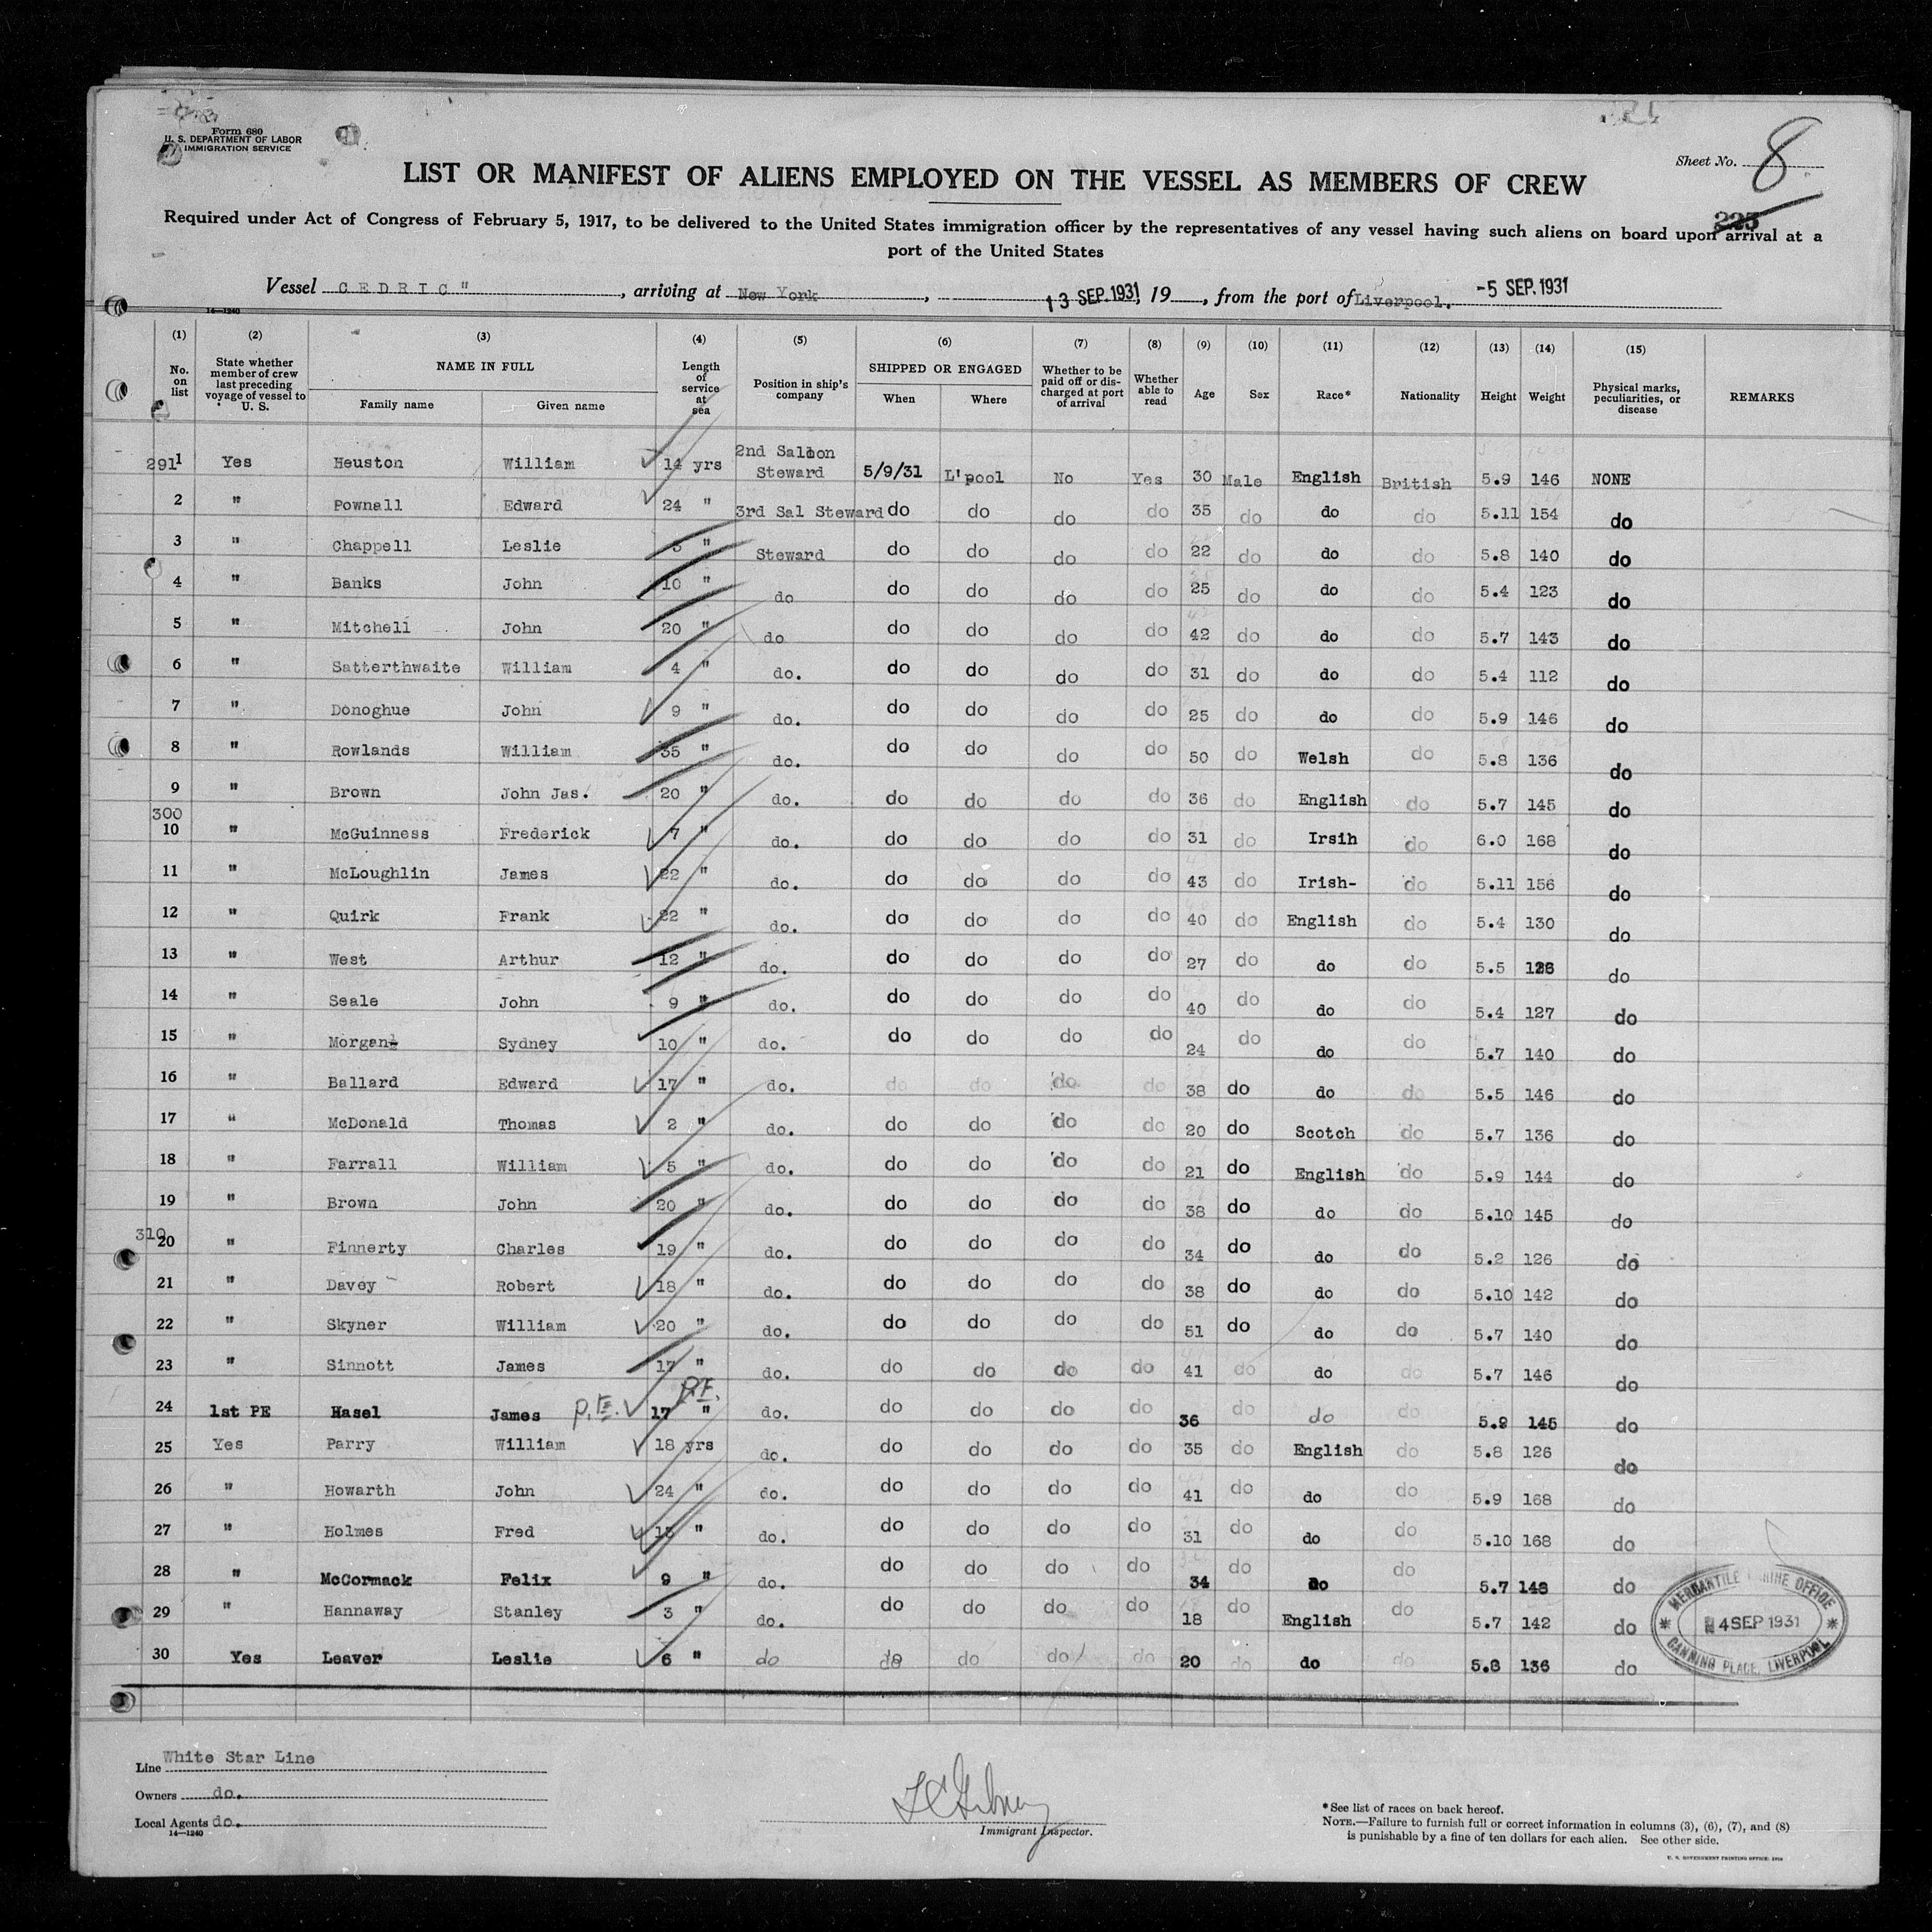 Form 680
U. S. DEPARTMENT OF LABOR
IMMIGRATION SERVICE
Sheet No. 8
LIST OR MANIFEST OF ALIENS EMPLOYED ON THE VESSEL AS MEMBERS OF CREW
225
Required under Act of Congress of February 5, 1917, to be delivered to the United States immigration officer by the representatives of any vessel having such aliens on board upon arrival at a
port of the United States
Vessel CEDRIC", arriving at New York, 13 SEP. 1931, 19, from the port of Liverpool. -5 SEP. 1931
14—1240
(1) (2) (3) (4) (5) (6) (7) (8) (9) (10) (11) (12) (13) (14) (15)
No. on list State whether member of crew last preceding voyage of vessel to U. S. NAME IN FULL Family name Given name Length of service at sea Position in ship's company SHIPPED OR ENGAGED When Where Whether to be paid off or discharged at port of arrival Whether able to read Age Sex Race* Nationality Height Weight Physical marks, peculiarities, or disease REMARKS
291 1 Yes Heuston William 14 yrs 2nd Saloon Steward 5/9/31 L'pool No Yes 30 Male English British 5.9 146 NONE
2 " Pownall Edward 24 " 3rd Sal Steward do do do do 35 do do do 5.11 154 do
3 " Chappell Leslie 5 " Steward do do do do 22 do do do 5.8 140 do
4 " Banks John 10 " do do do do do 25 do do do 5.4 123 do
5 " Mitchell John 20 " do do do do do 42 do do do 5.7 143 do
6 " Satterthwaite William 4 " do. do do do do 31 do do do 5.4 112 do
7 " Donoghue John 9 " do. do do do do 25 do do do 5.9 146 do
8 " Rowlands William 35 " do. do do do do 50 do Welsh do 5.8 136 do
9 " Brown John Jas. 20 " do. do do do do 36 do English do 5.7 145 do
300
10 " McGuinness Frederick 7 " do. do do do do 31 do Irsih do 6.0 168 do
11 " McLoughlin James 22 " do. do do do do 43 do Irish- do 5.11 156 do
12 " Quirk Frank 22 " do. do do do do 40 do English do 5.4 130 do
13 " West Arthur 12 " do. do do do do 27 do do do 5.5 do
14 " Seale John 9 " do. do do do do 40 do do do 5.4 127 do
15 " Morgan Sydney 10 " do. do do do do 24 do do do 5.7 140 do
16 " Ballard Edward 17 " do. do do do do 38 do do do 5.5 146 do
17 " McDonald Thomas 2 " do. do do do do 20 do Scotch do 5.7 136 do
18 " Farrall William 5 " do. do do do do 21 do English do 5.9 144 do
19 " Brown John 20 " do. do do do do 38 do do do 5.10 145 do
310
20 " Finnerty Charles 19 " do. do do do do 34 do do do 5.2 126 do
21 " Davey Robert 18 " do. do do do do 38 do do do 5.10 142 do
22 " Skyner William 20 " do. do do do do 51 do do do 5.7 140 do
23 " Sinnott James 17 " do. do do do do 41 do do do 5.7 146 do
P.E.
24 1st PE Hasel James P.E. 17 " do. do do do do 36 do do do 5.9 145 do
25 Yes Parry William 18 yrs do. do do do do 35 do English do 5.8 126 do
26 " Howarth John 24 " do. do do do do 41 do do do 5.9 168 do
27 " Holmes Fred " do. do do do do 31 do do do 5.10 168 do
28 " McCormack Felix 9 " do. do do do do 34 do do do 5.7 148 do
29 " Hannaway Stanley 3 " do. do do do do 18 do English do 5.7 142 do
30 Yes Leaver Leslie 6 " do do do do do 20 do do do 5.8 136 do
MERCANTILE MARINE OFFICE
4 SEP 1931
CANNING PLACE, LIVERPOOL
Line White Star Line
Owners do.
Local Agents do.
14—1240
Immigrant Inspector.
*See list of races on back hereof.
NOTE.—Failure to furnish full or correct information in columns (3), (6), (7), and (8)
is punishable by a fine of ten dollars for each alien. See other side.
U. S. GOVERNMENT PRINTING OFFICE: